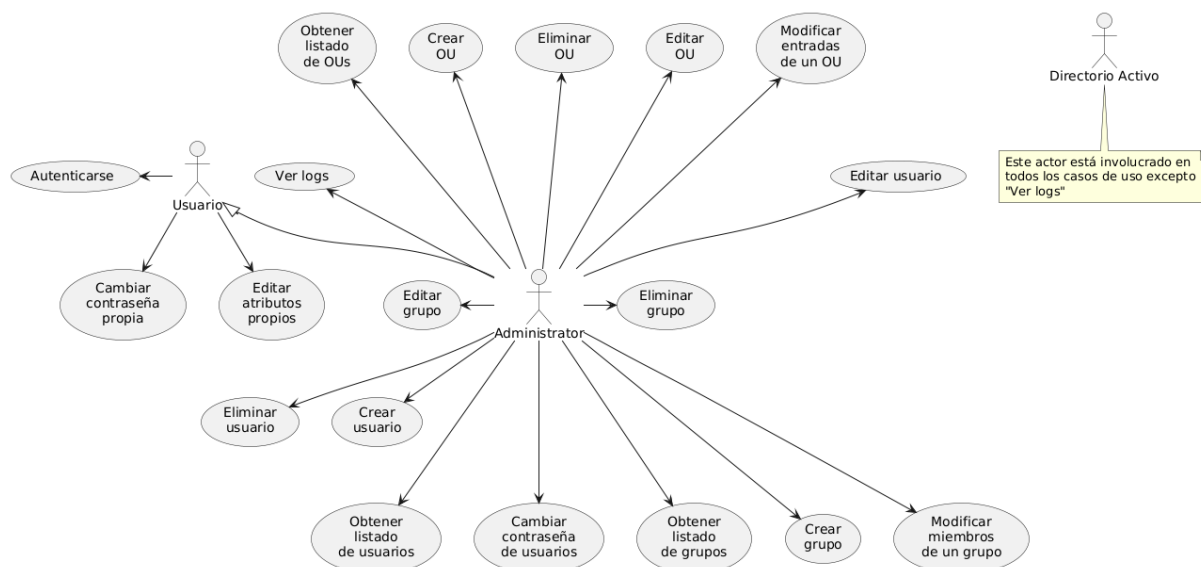 Obtener
listado
de OUs
Crear
OU
Eliminar
OU
Editar
OU
Modificar
entradas
de un OU
Directorio Activo
Este actor está involucrado en
todos los casos de uso excepto
"Ver logs"
Autenticarse
Usuario
Ver logs
Editar usuario
Cambiar
contraseña
propia
Editar
atributos
propios
Editar
grupo
Administrator
Eliminar
grupo
Eliminar
usuario
Crear
usuario
Obtener
listado
de usuarios
Cambiar
contraseña
de usuarios
Obtener
listado
de grupos
Crear
grupo
Modificar
miembros
de un grupo